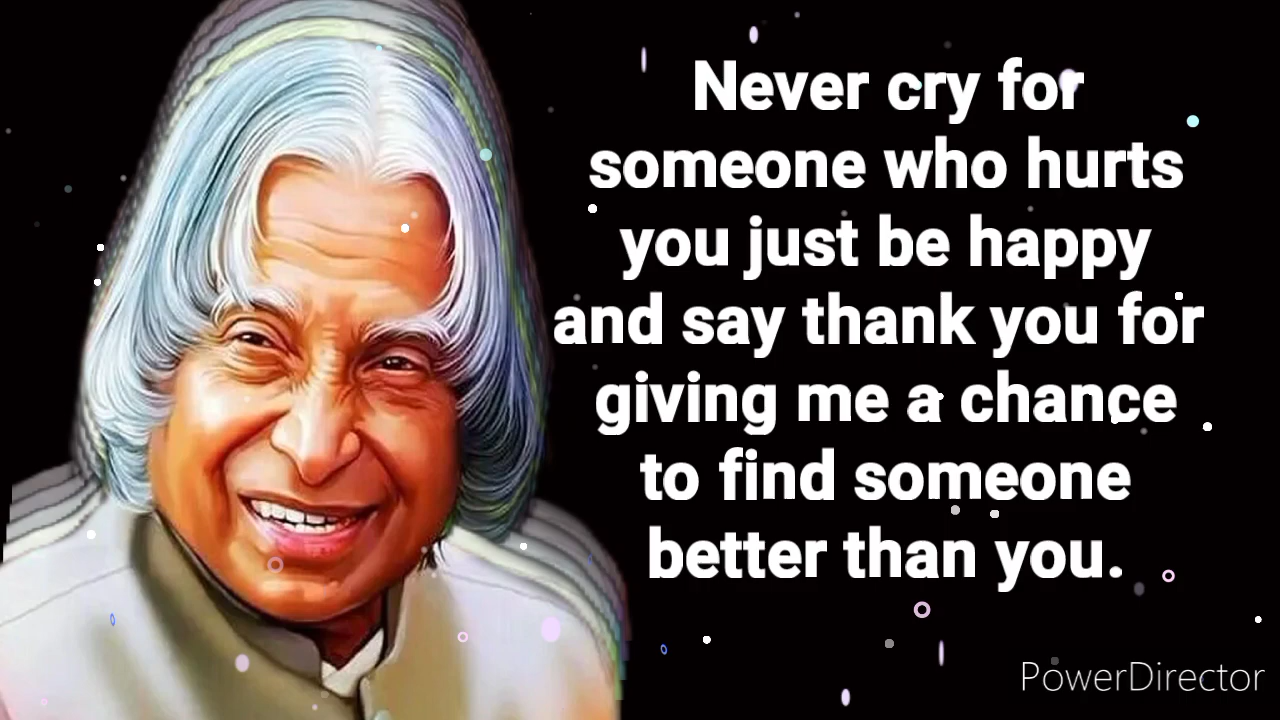 Never cry for
someone who hurts
you just be happy
and say thank you for
giving me a chance
to find someone
better than you.
PowerDirector